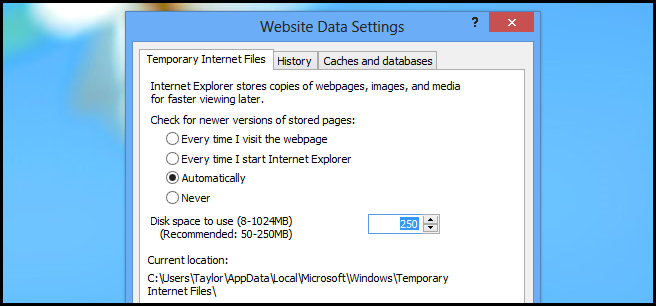 Website Data Settings
?
Temporary Internet Files
History
Caches and databases
Internet Explorer stores copies of webpages, images, and media
for faster viewing later.
Check for newer versions of stored pages:
Every time I visit the webpage
Every time I start Internet Explorer
Automatically
Never
Disk space to use (8-1024MB)
250
(Recommended: 50-250MB)
Current location:
C:\Users\Taylor\AppData\Local\Microsoft\Windows\Temporary
Internet Files\